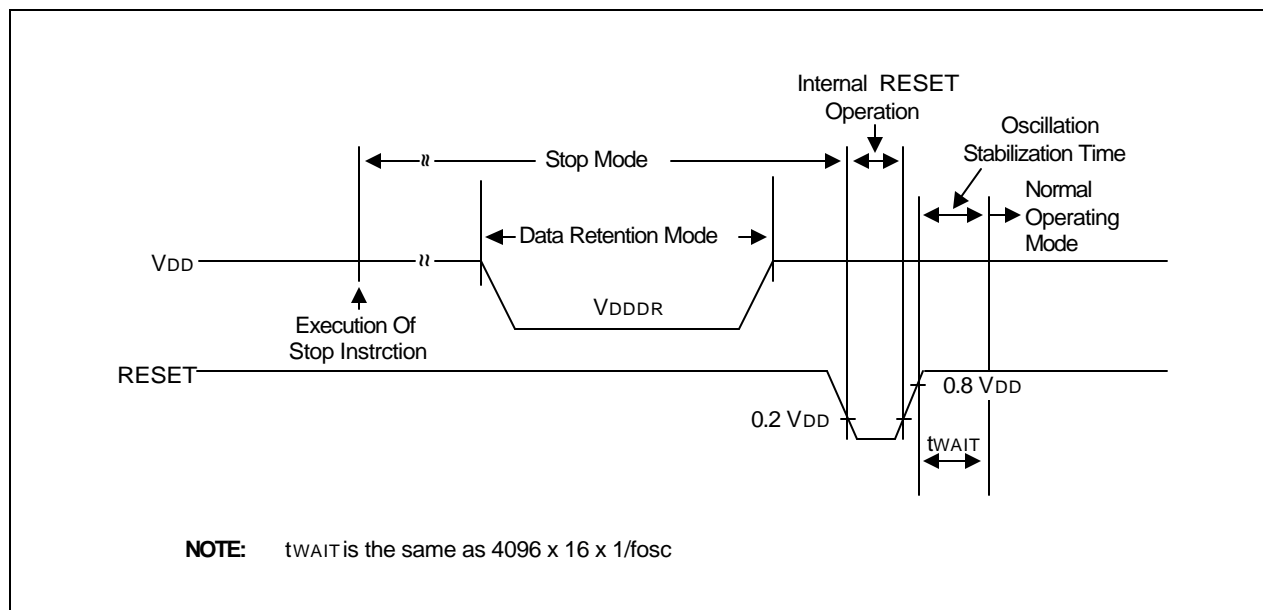 Internal RESET
Operation
Oscillation
Stabilization Time
Stop Mode
Normal
Operating
Mode
Data Retention Mode
VDD
VDDDR
Execution Of
Stop Instrction
RESET
0.8 VDD
0.2 VDD
tWAIT
NOTE: tWAIT is the same as 4096 x 16 x 1/fosc